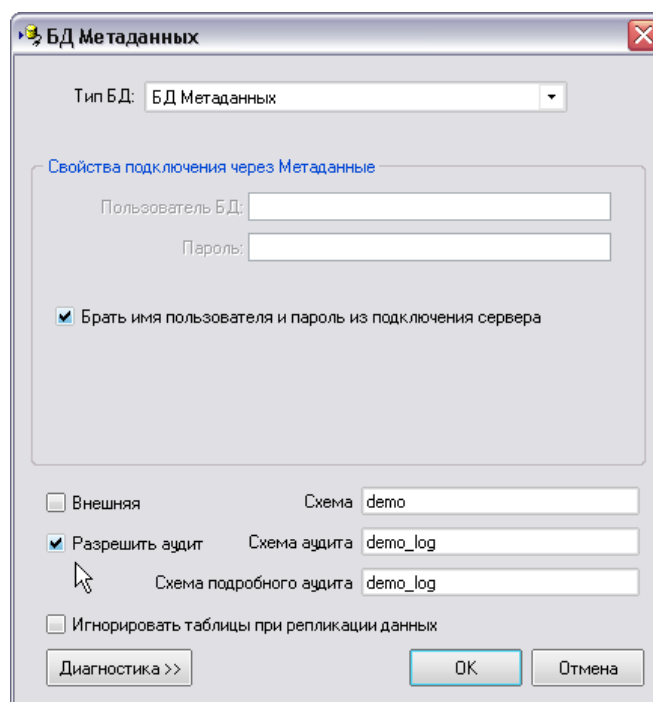 БД Метаданных
Тип БД: БД Метаданных
Свойства подключения через Метаданные
Пользователь БД:
Пароль:
Брать имя пользователя и пароль из подключения сервера
Внешняя Схема demo
Разрешить аудит Схема аудита demo_log
Схема подробного аудита demo_log
Игнорировать таблицы при репликации данных
Диагностика >> OK Отмена